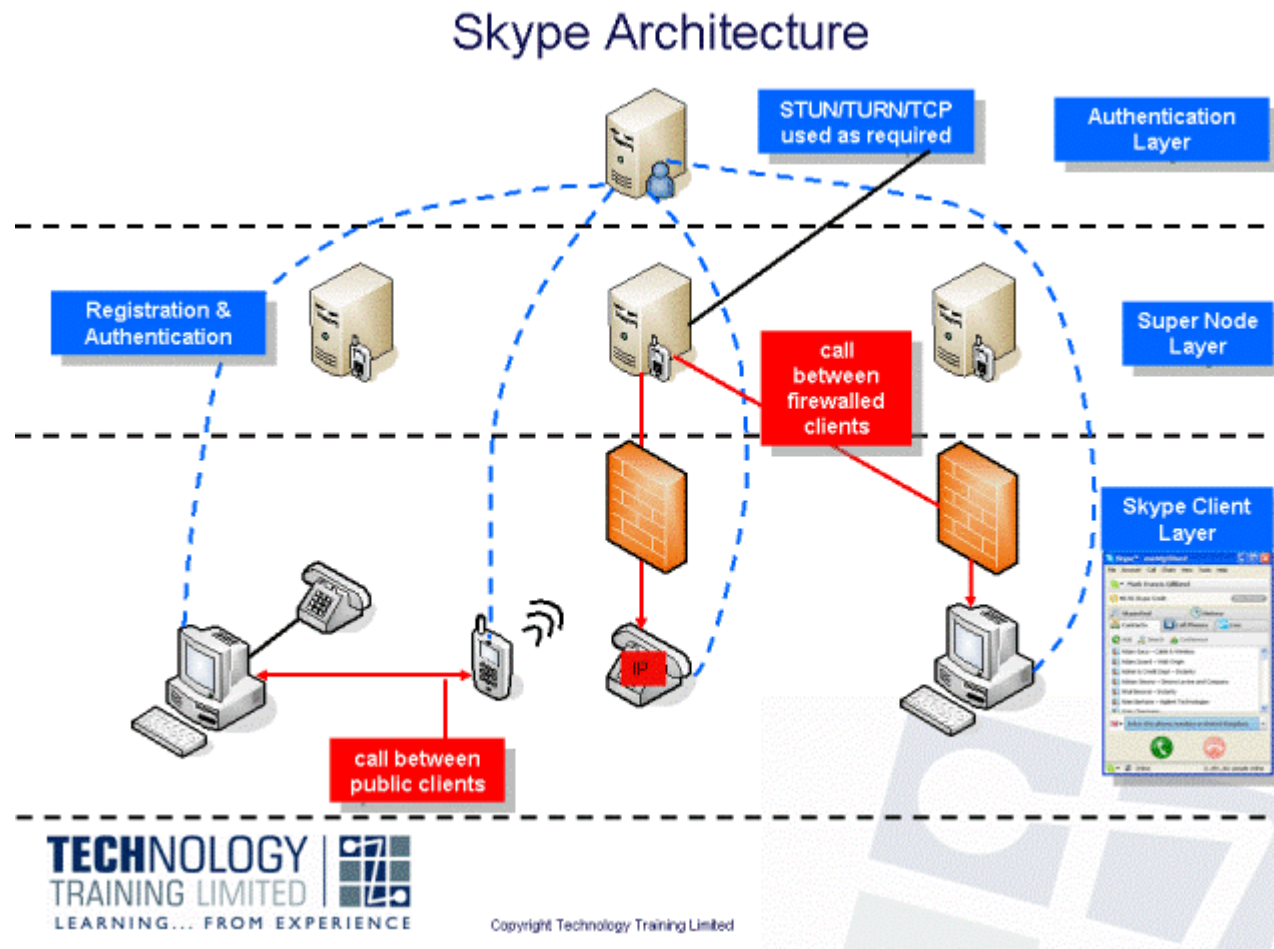 Skype Architecture
STUN/TURN/TCP
used as required
Authentication
Layer
Registration &
Authentication
call
between
firewalled
clients
Super Node
Layer
Skype Client
Layer
IP
call between
public clients
TECHNOLOGY
TRAINING LIMITED
LEARNING... FROM EXPERIENCE
Copyright Technology Training Limited